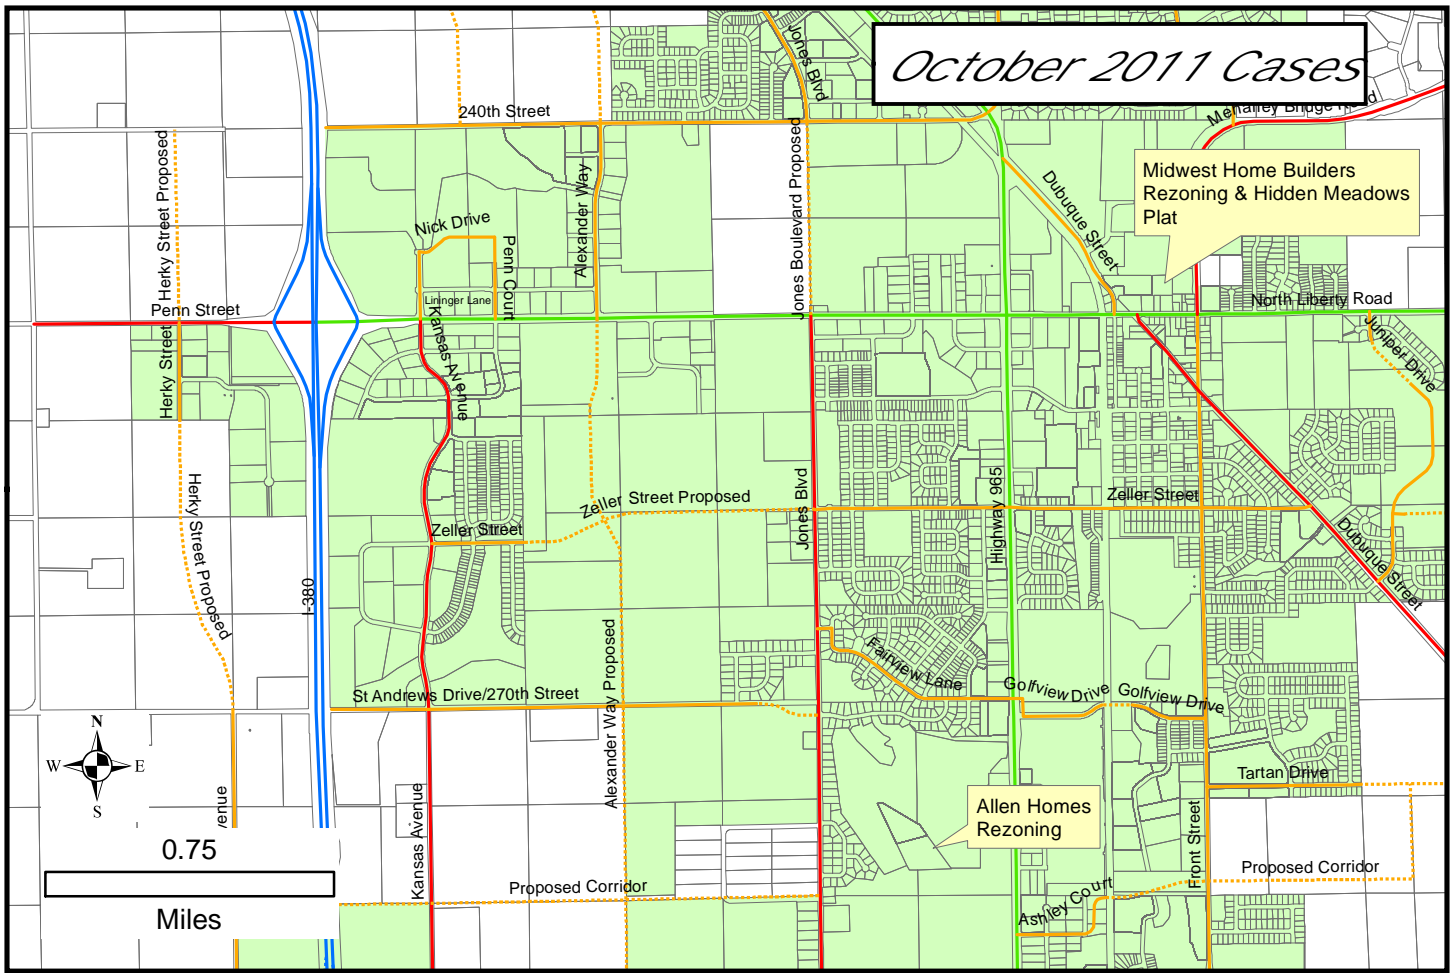 October 2011 Cases
Jones Blvd
240th Street
Mehaffey Bridge Road
Midwest Home Builders
Rezoning & Hidden Meadows
Plat
Herky Street Proposed
Alexander Way
Jones Boulevard Proposed
Dubuque Street
Nick Drive
Penn Court
Lininger Lane
Penn Street
North Liberty Road
Kansas Avenue
Herky Street
Juniper Drive
Zeller Street Proposed
Zeller Street
Zeller Street
Jones Blvd
Highway 965
Herky Street Proposed
Dubuque Street
I-380
Alexander Way Proposed
Fairview Lane
St Andrews Drive/270th Street
Golfview Drive
Golfview Drive
N
W E
S
Tartan Drive
Allen Homes
Rezoning
venue
Kansas Avenue
Front Street
0.75
Miles
Proposed Corridor
Proposed Corridor
Ashley Court